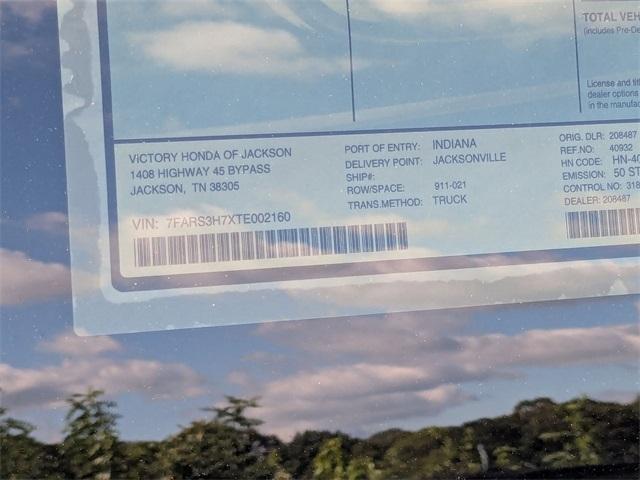 TOTAL VEH
(includes Pre-De
License and titl
dealer options
in the manufac
VICTORY HONDA OF JACKSON
1408 HIGHWAY 45 BYPASS
JACKSON, TN 38305
VIN: 7FARS3H7XTE002160
PORT OF ENTRY: INDIANA
DELIVERY POINT: JACKSONVILLE
SHIP#:
ROW/SPACE: 911-021
TRANS.METHOD: TRUCK
ORIG. DLR: 208487
REF.NO: 40932
HN CODE: HN-40
EMISSION: 50 ST
CONTROL NO: 318
DEALER: 208487